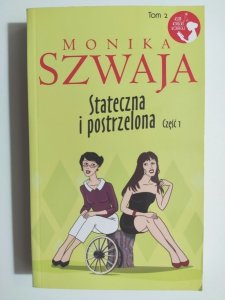 Tom 2
MONIKA
SZWAJA
Stateczna
i postrzelona Część 1